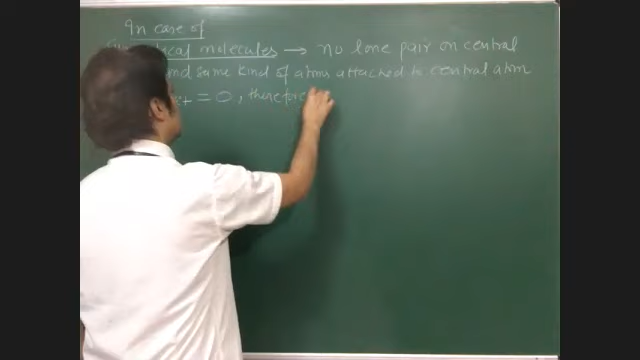 In case of
molecules → no lone pair on central
and same kind of atoms attached to central atom
= 0, therefore